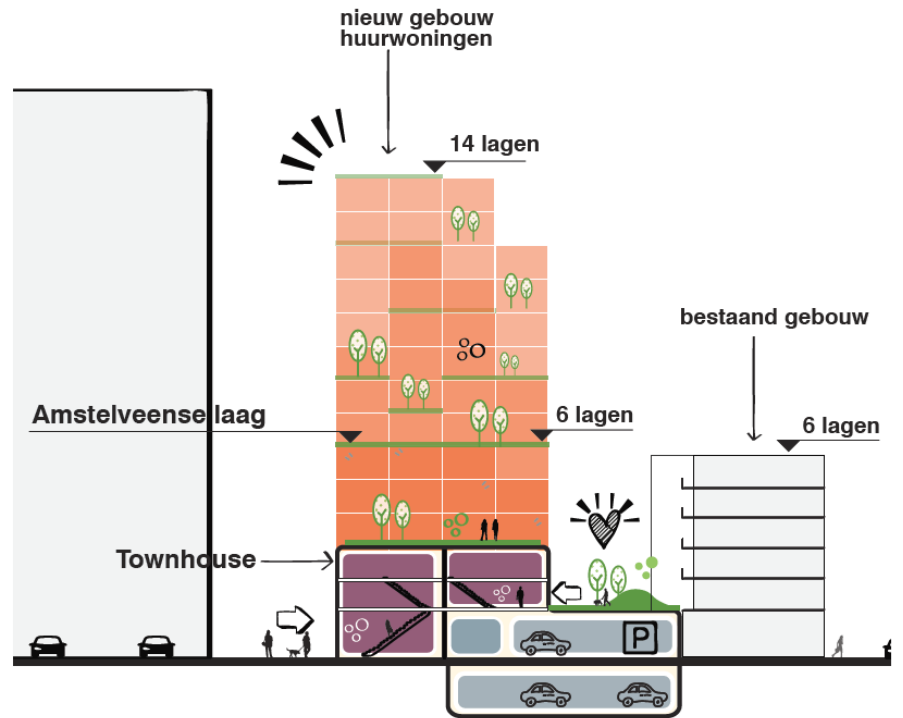 nieuw gebouw
huurwoningen
14 lagen
bestaand gebouw
Amstelveense laag
6 lagen
6 lagen
Townhouse
P